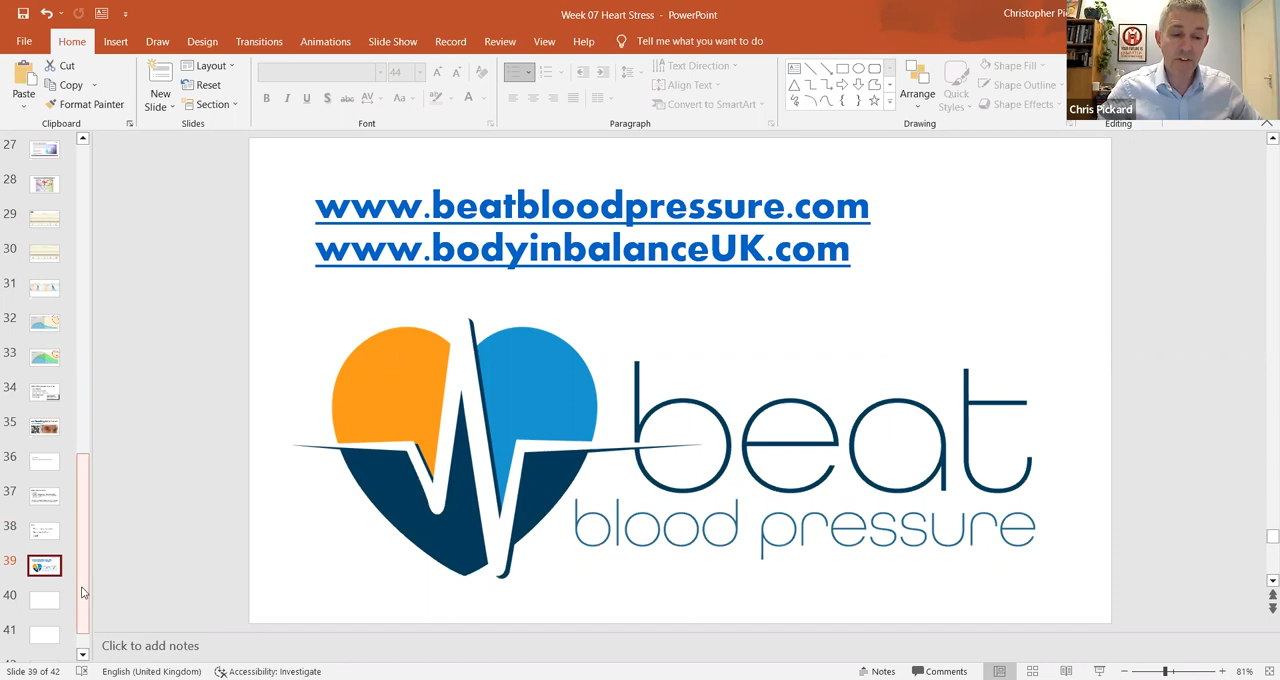 Week 07 Heart Stress - PowerPoint
File Home Insert Draw Design Transitions Animations Slide Show Record Review View Help Tell me what you want to do
Cut
Copy
Format Painter
Paste
Clipboard
New
Slide
Layout
Reset
Section
Slides
44
B I U S abc AV Aa A
Font
Text Direction
Align Text
Convert to SmartArt
Paragraph
Arrange
Quick
Styles
Shape Fill
Shape Outline
Shape Effects
Drawing
Editing
Chris Pickard
27
28
29
30
31
32
33
34
35
36
37
38
39
40
41
www.beatbloodpressure.com
www.bodyinbalanceUK.com
beat
blood pressure
Click to add notes
Slide 39 of 42 English (United Kingdom) Accessibility: Investigate Notes Comments 81%